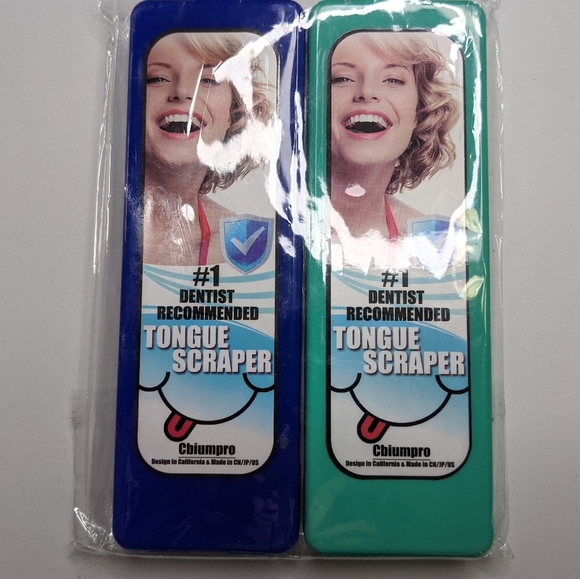 #1
DENTIST
RECOMMENDED
TONGUE
SCRAPER
Cbiumpro
Design in California & Made in CN/JP/US
#1
DENTIST
RECOMMENDED
TONGUE
SCRAPER
Cbiumpro
Design in California & Made in CN/JP/US